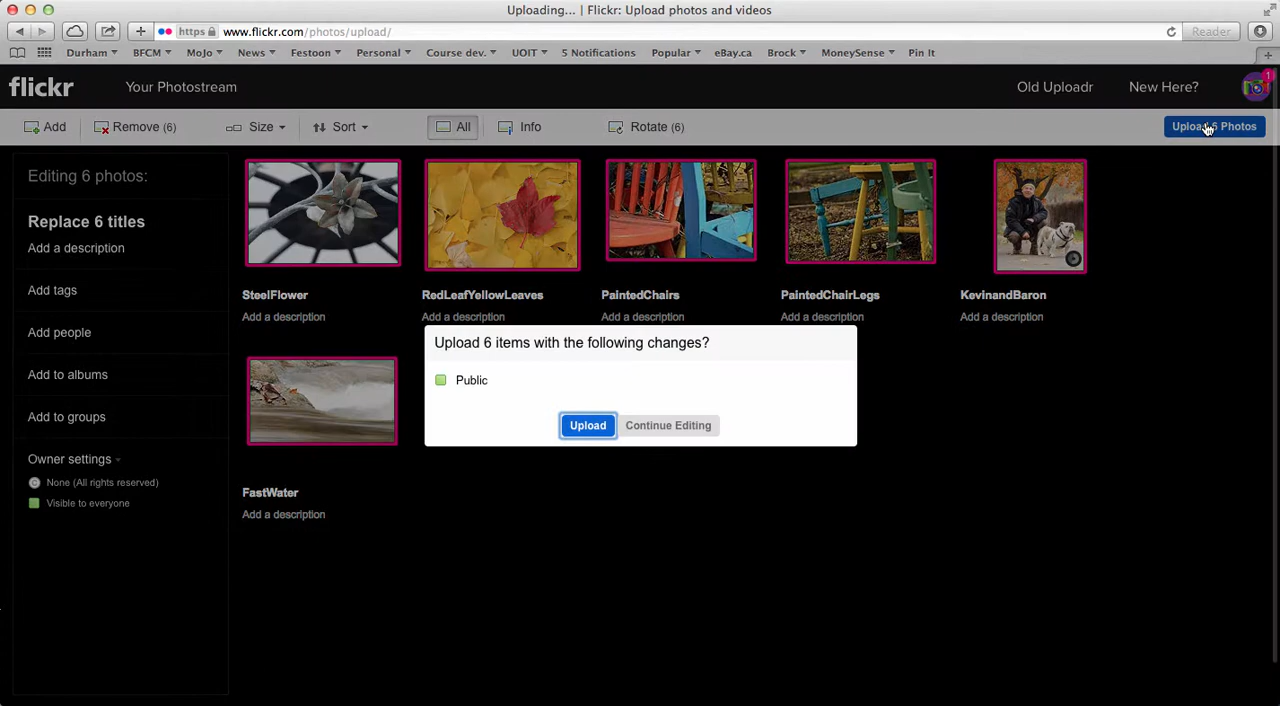 Uploading... | Flickr: Upload photos and videos
https www.flickr.com/photos/upload/ Reader
Durham BFCM MoJo News Festoon Personal Course dev. UOIT 5 Notifications Popular eBay.ca Brock MoneySense Pin It
flickr Your Photostream Old Uploadr New Here? 1
Add Remove (6) Size Sort All Info Rotate (6) Upload 6 Photos
Editing 6 photos:
Replace 6 titles
Add a description
Add tags
Add people
Add to albums
Add to groups
Owner settings
None (All rights reserved)
Visible to everyone
SteelFlower RedLeafYellowLeaves PaintedChairs PaintedChairLegs KevinandBaron
Add a description Add a description Add a description Add a description Add a description
Upload 6 items with the following changes?
Public
Upload Continue Editing
FastWater
Add a description